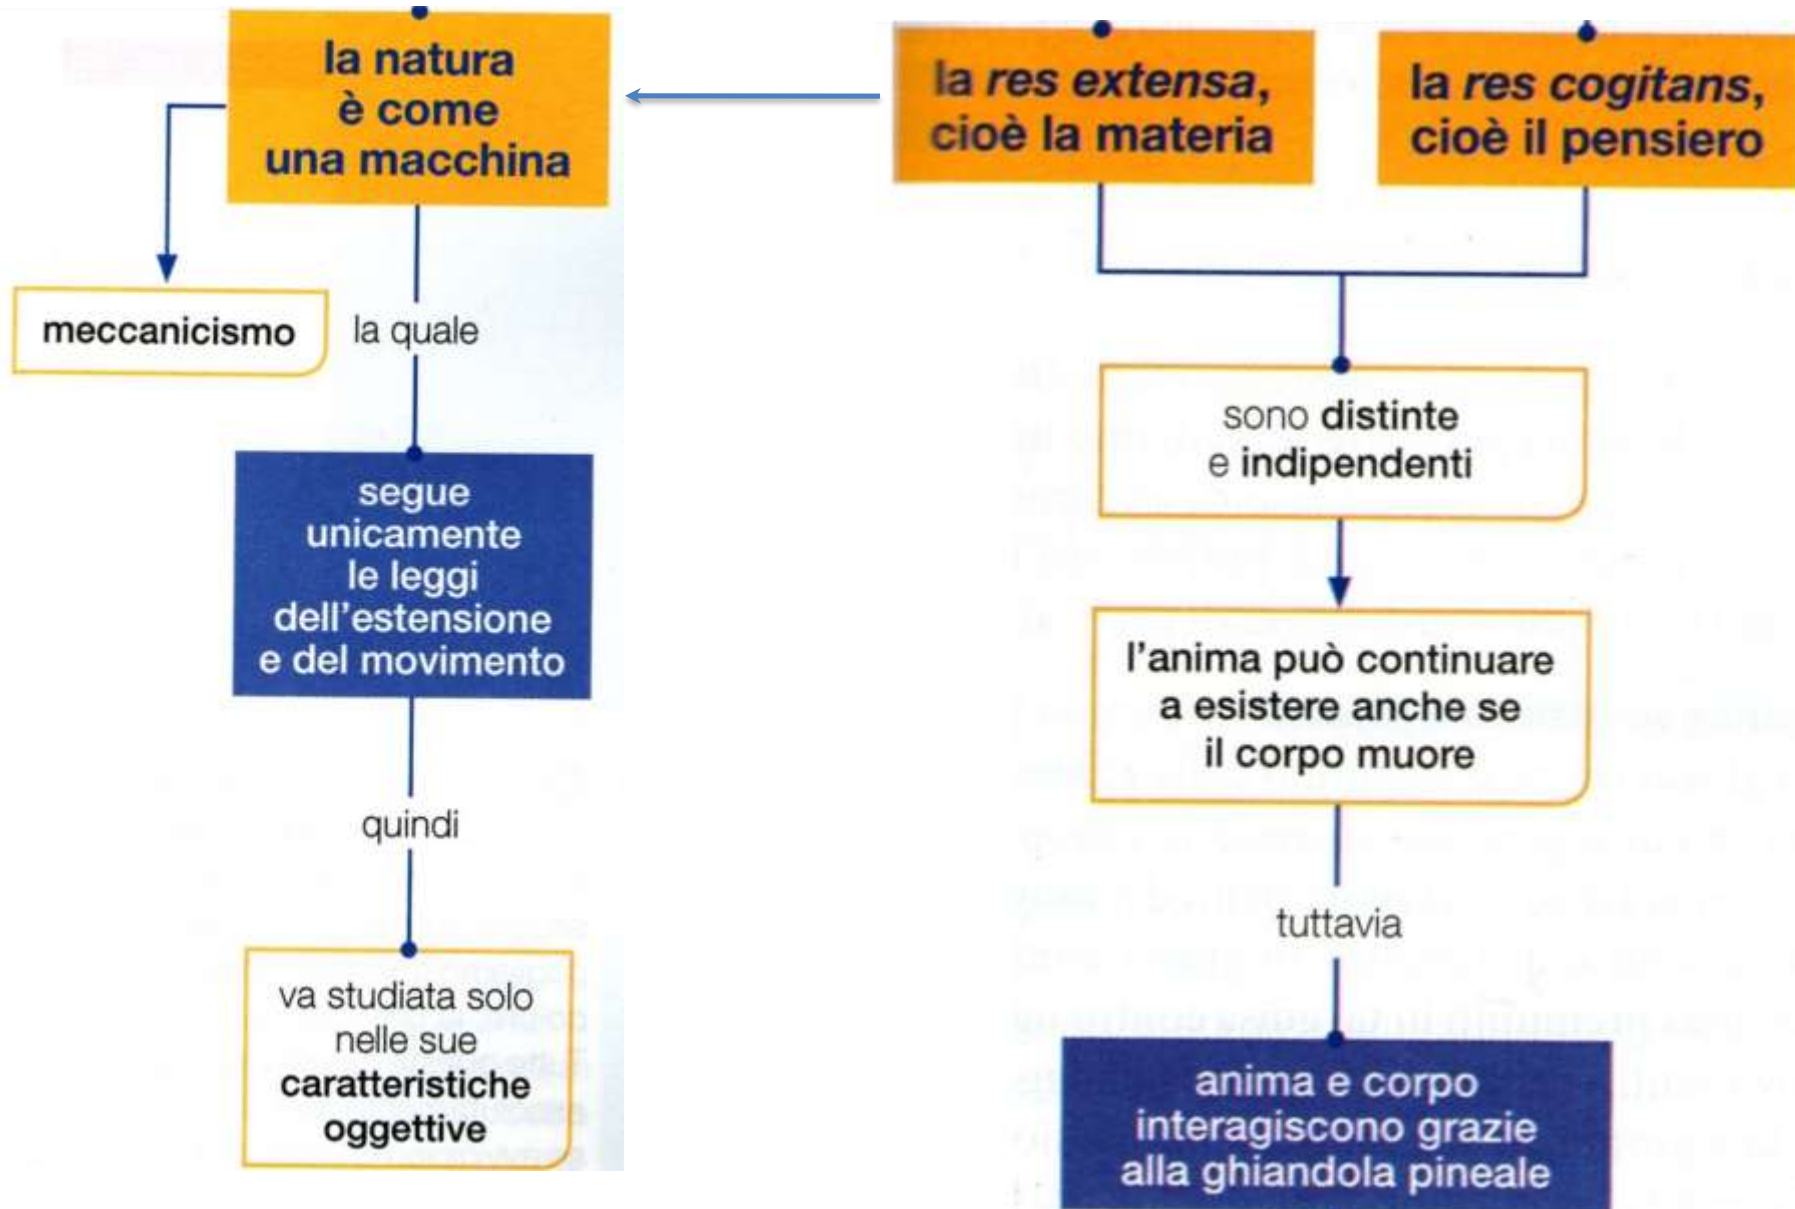 la natura
è come
una macchina
meccanicismo
la quale
segue
unicamente
le leggi
dell'estensione
e del movimento
quindi
va studiata solo
nelle sue
caratteristiche
oggettive
la res extensa,
cioè la materia
la res cogitans,
cioè il pensiero
sono distinte
e indipendenti
l'anima può continuare
a esistere anche se
il corpo muore
tuttavia
anima e corpo
interagiscono grazie
alla ghiandola pineale